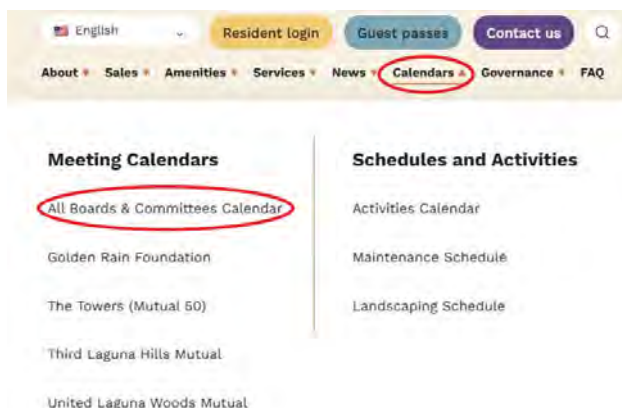 English
Resident login
Guest passes
Contact us
About Sales Amenities Services News Calendars Governance FAQ
Meeting Calendars
All Boards & Committees Calendar
Golden Rain Foundation
The Towers (Mutual 50)
Third Laguna Hills Mutual
United Laguna Woods Mutual
Schedules and Activities
Activities Calendar
Maintenance Schedule
Landscaping Schedule